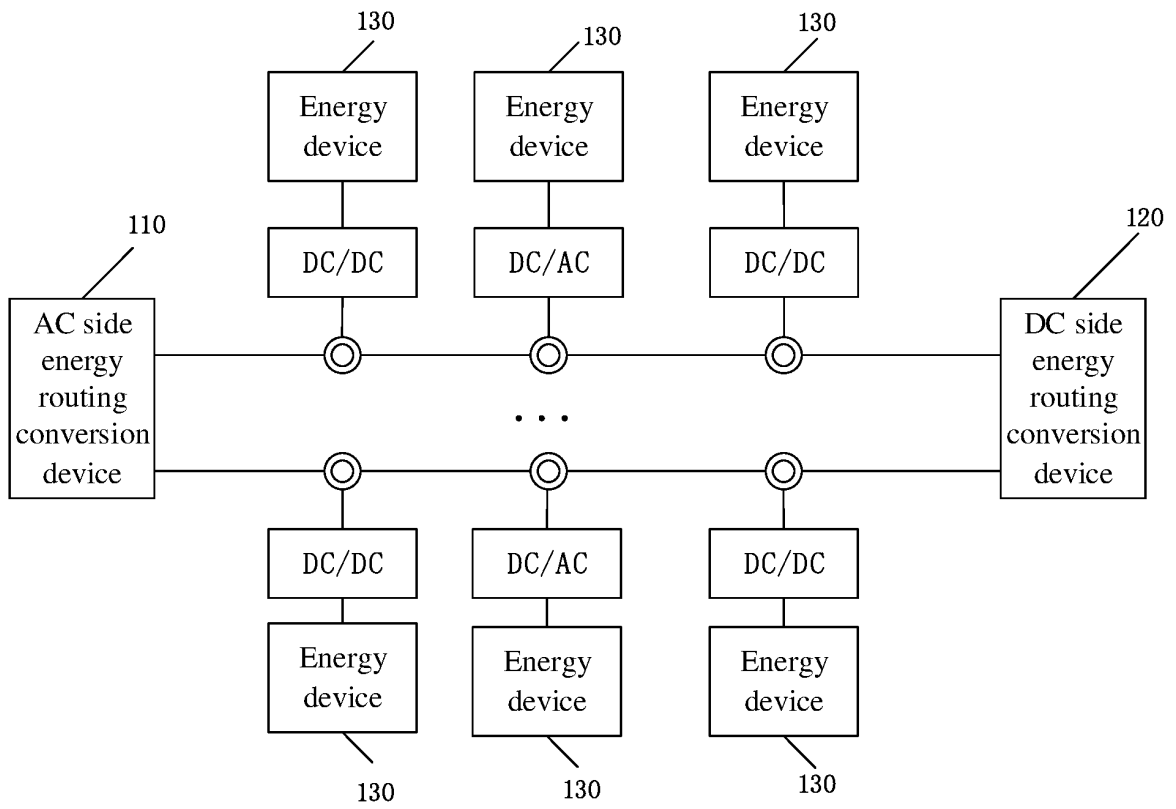 130
130
130
Energy
device
Energy
device
Energy
device
110
120
DC/DC
DC/AC
DC/DC
AC side
energy
routing
conversion
device
DC side
energy
routing
conversion
device
...
DC/DC
DC/AC
DC/DC
Energy
device
Energy
device
Energy
device
130
130
130